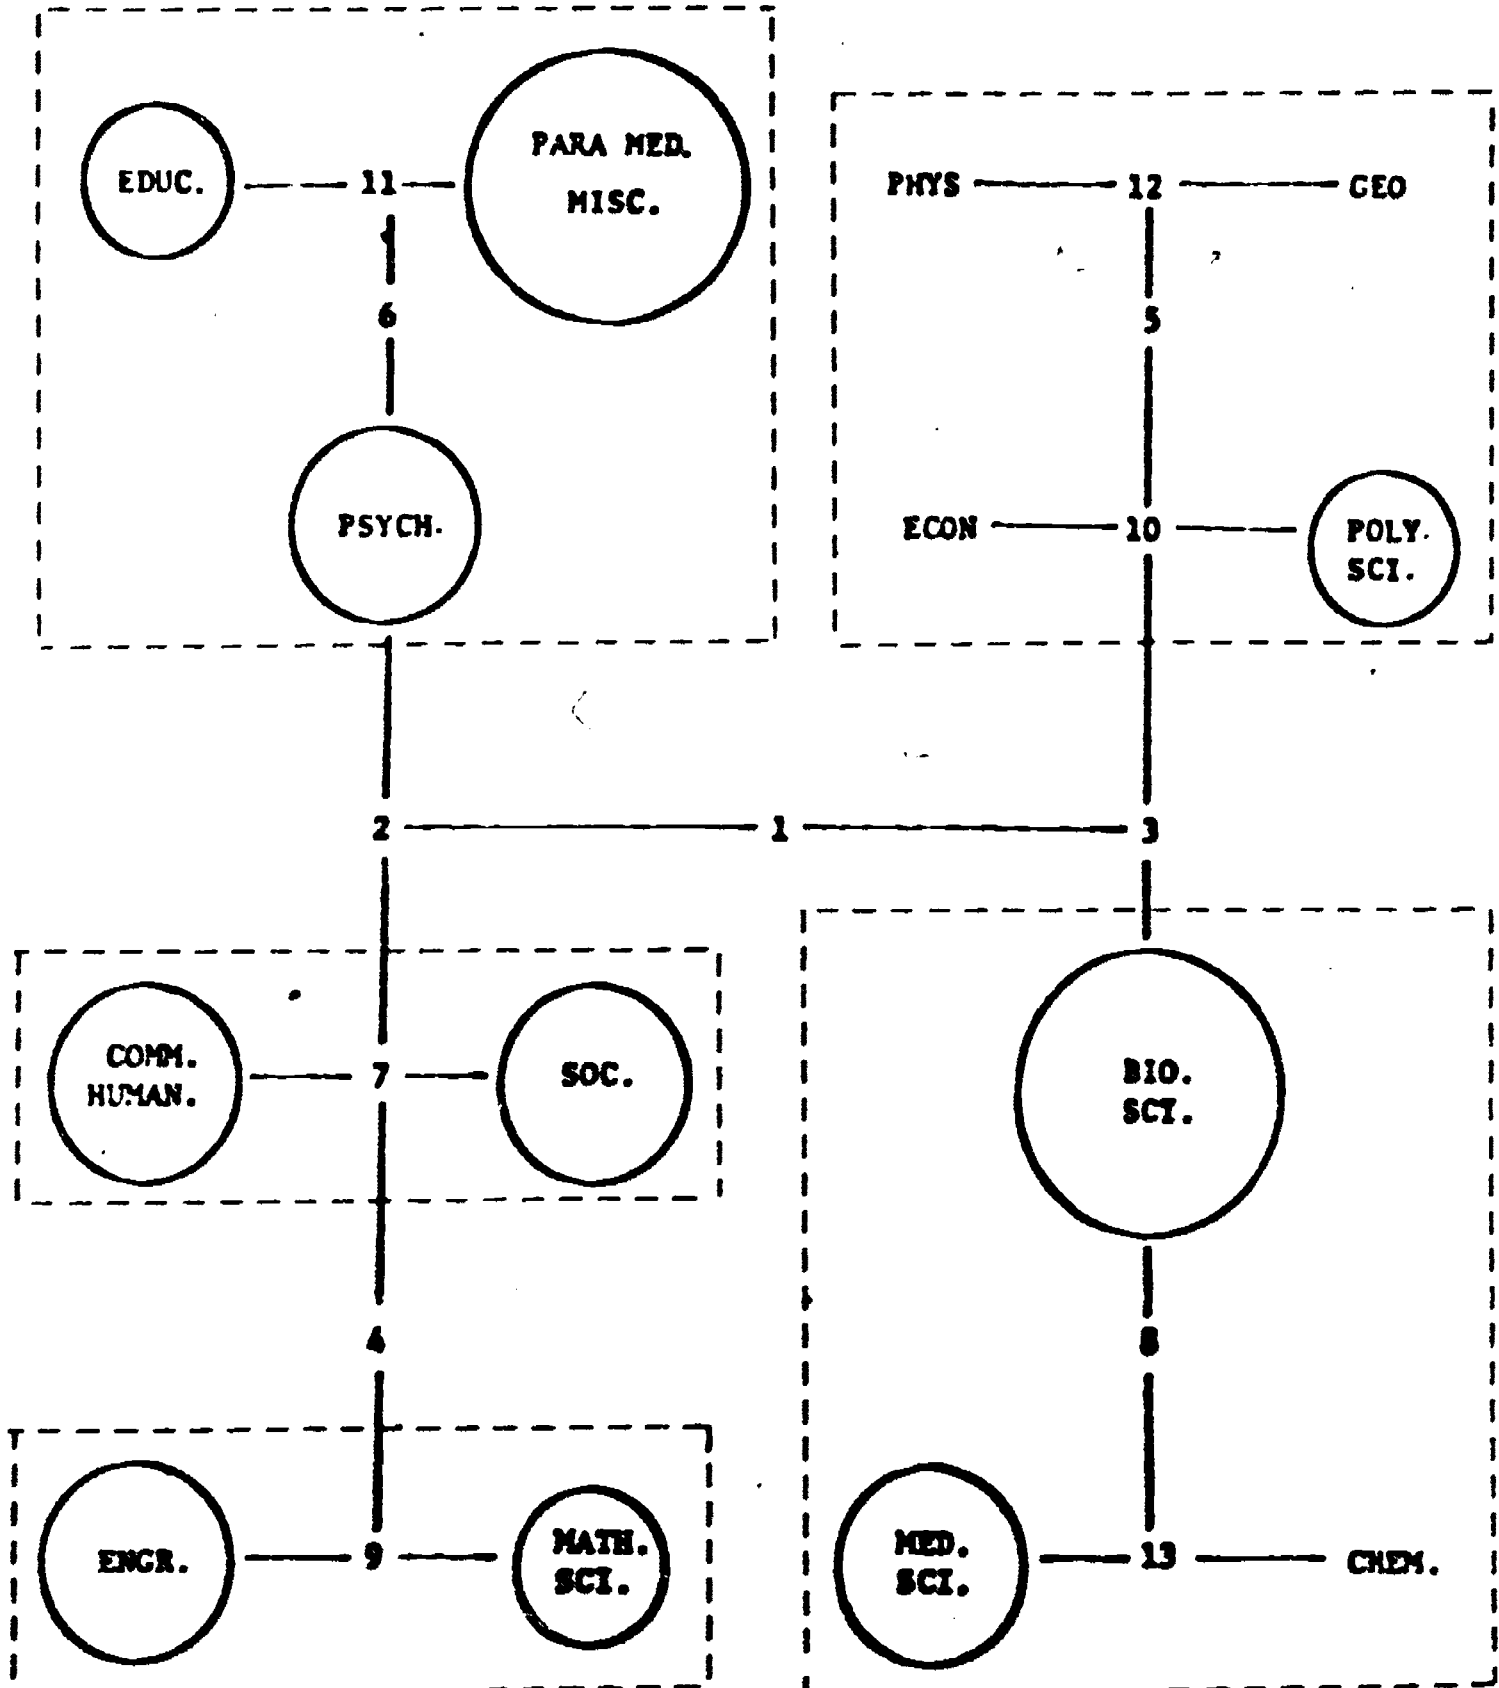 EDUC.
11
PARA MED.
MISC.
6
PSYCH.
PHYS
12
GEO
5
ECON
10
POLY.
SCI.
2
1
3
COMM.
HUMAN.
7
SOC.
BIO.
SCI.
4
8
ENGR.
9
MATH.
SCI.
MED.
SCI.
13
CHEM.